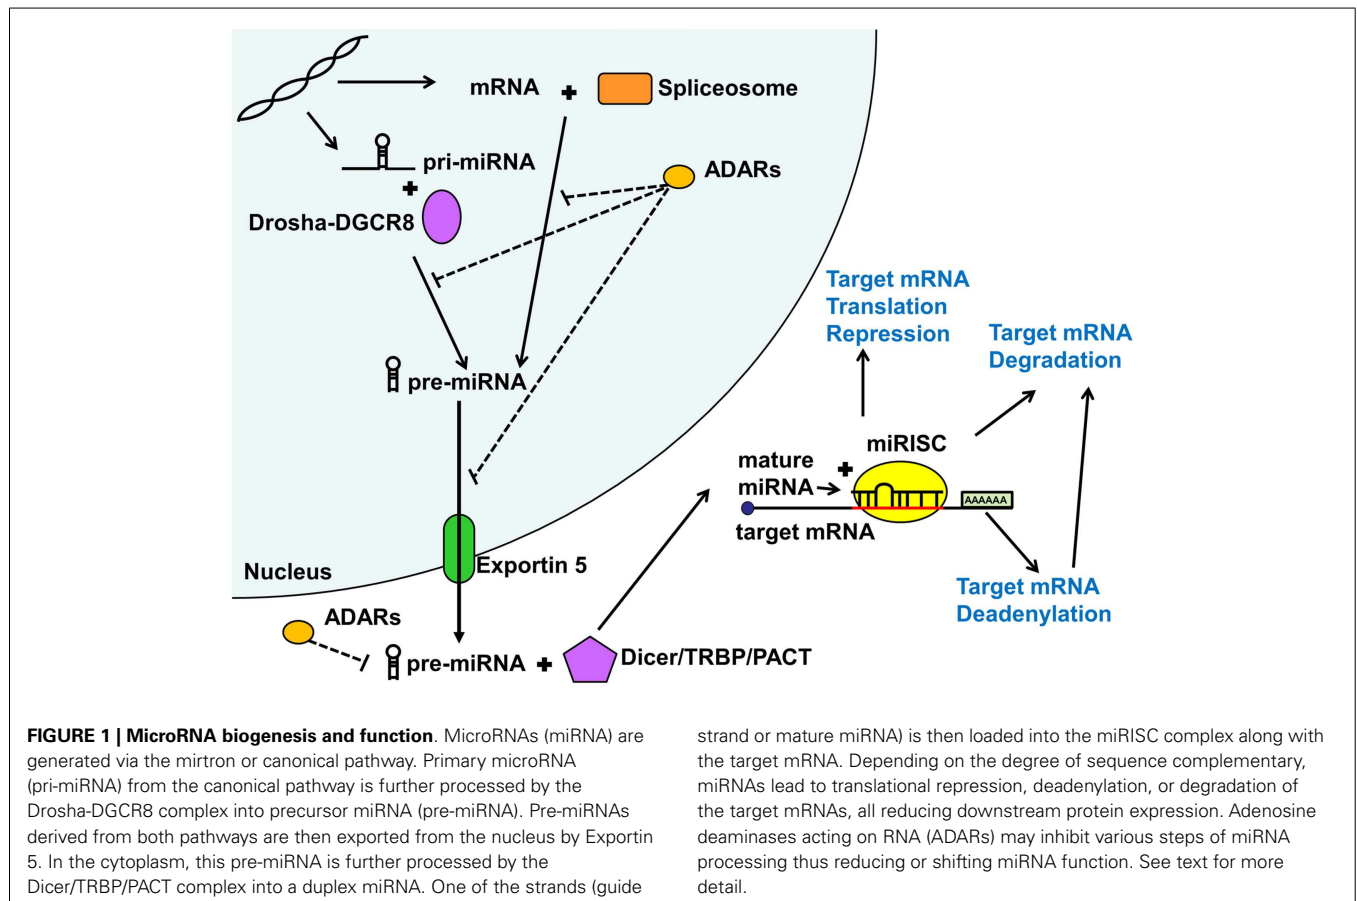 mRNA
Spliceosome
pri-miRNA
ADARs
Drosha-DGCR8
Target mRNA
Translation
Repression
Target mRNA
Degradation
pre-miRNA
miRISC
mature
miRNA
AAAAAA
target mRNA
Exportin 5
Nucleus
Target mRNA
Deadenylation
ADARs
pre-miRNA
Dicer/TRBP/PACT
FIGURE 1 | MicroRNA biogenesis and function. MicroRNAs (miRNA) are
generated via the mirtron or canonical pathway. Primary microRNA
(pri-miRNA) from the canonical pathway is further processed by the
Drosha-DGCR8 complex into precursor miRNA (pre-miRNA). Pre-miRNAs
derived from both pathways are then exported from the nucleus by Exportin
5. In the cytoplasm, this pre-miRNA is further processed by the
Dicer/TRBP/PACT complex into a duplex miRNA. One of the strands (guide
strand or mature miRNA) is then loaded into the miRISC complex along with
the target mRNA. Depending on the degree of sequence complementary,
miRNAs lead to translational repression, deadenylation, or degradation of
the target mRNAs, all reducing downstream protein expression. Adenosine
deaminases acting on RNA (ADARs) may inhibit various steps of miRNA
processing thus reducing or shifting miRNA function. See text for more
detail.